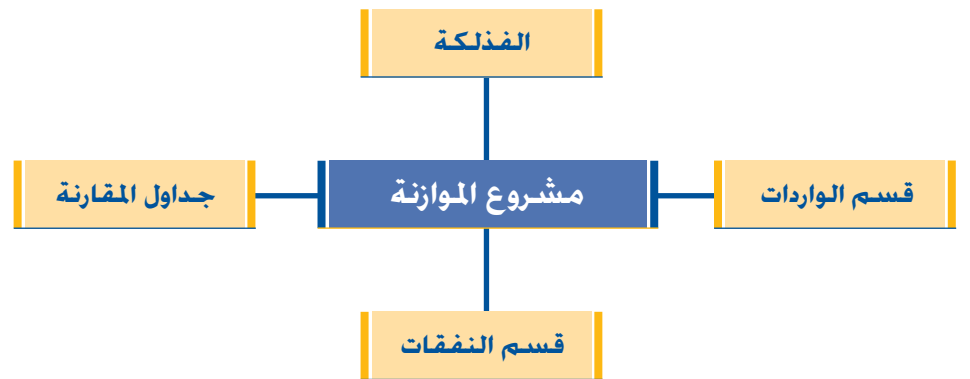 الفذلكة
قسم الواردات
مشروع الموازنة
جداول المقارنة
قسم النفقات